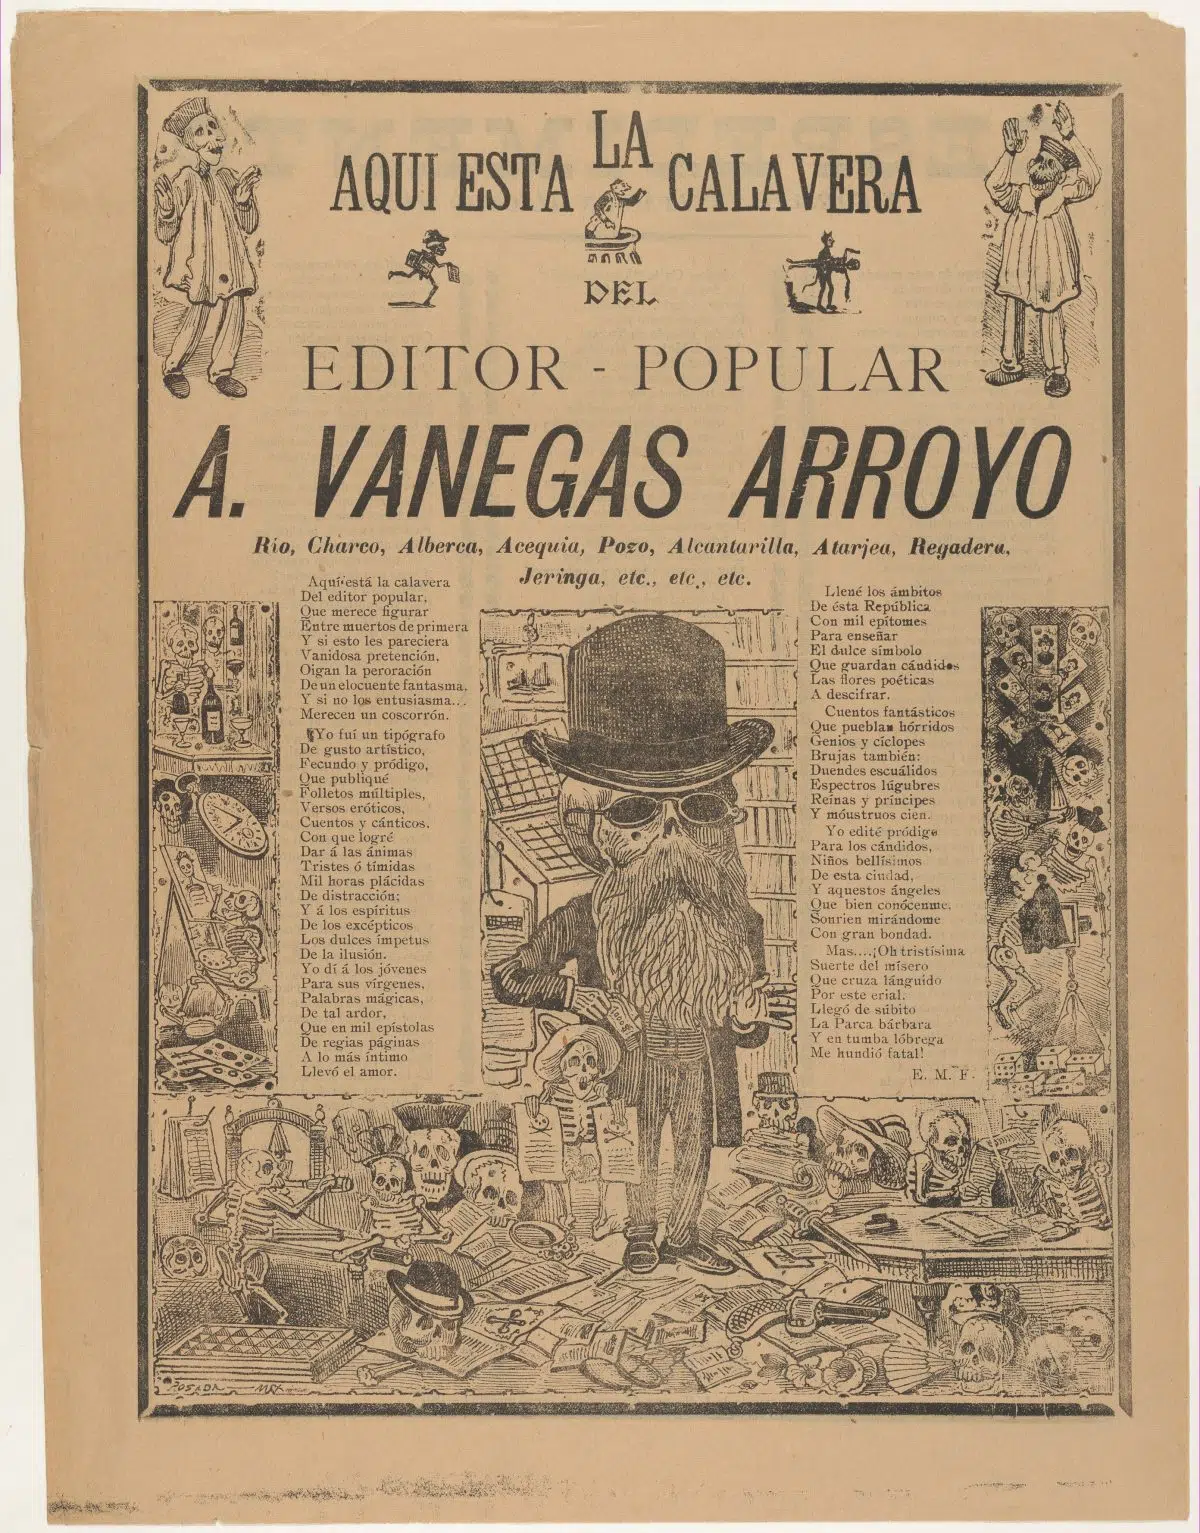 AQUI ESTA LA CALAVERA
DEL
EDITOR - POPULAR
A. VANEGAS ARROYO
Río, Charco, Alberca, Acequia, Pozo, Alcantarilla, Atarjea, Regadera,
Jeringa, etc., etc., etc.
Aquí está la calavera
Del editor popular,
Que merece figurar
Entre muertos de primera
Y si esto les pareciera
Vanidosa pretención,
Oigan la peroración
De un elocuente fantasma,
Y si no los entusiasma...
Merecen un coscorrón.
Yo fuí un tipógrafo
De gusto artístico,
Fecundo y pródigo,
Que publiqué
Folletos múltiples,
Versos eróticos,
Cuentos y cánticos,
Con que logré
Dar á las ánimas
Tristes ó tímidas
Mil horas plácidas
De distracción;
Y á los espíritus
De los excépticos
Los dulces ímpetus
De la ilusión.
Yo dí á los jóvenes
Para sus vírgenes,
Palabras mágicas,
De tal ardor,
Que en mil epístolas
De regias páginas
A lo más íntimo
Llevó el amor.
Llené los ámbitos
De ésta República
Con mil epítomes
Para enseñar
El dulce símbolo
Que guardan cándidos
Las flores poéticas
A descifrar.
Cuentos fantásticos
Que pueblan hórridos
Genios y cíclopes
Brujas también;
Duendes escuálidos
Espectros lúgubres
Reinas y príncipes
Y móustruos cien.
Yo edité pródigo
Para los cándidos,
Niños bellísimos
De esta ciudad,
Y aquestos ángeles
Que bien conócenme,
Sonrien mirándome
Con gran bondad.
Mas....¡Oh tristísima
Suerte del mísero
Que cruza lánguido
Por este erial.
Llegó de súbito
La Parca bárbara
Y en tumba lóbrega
Me hundió fatal!
E. M. F.
POSADA MEX